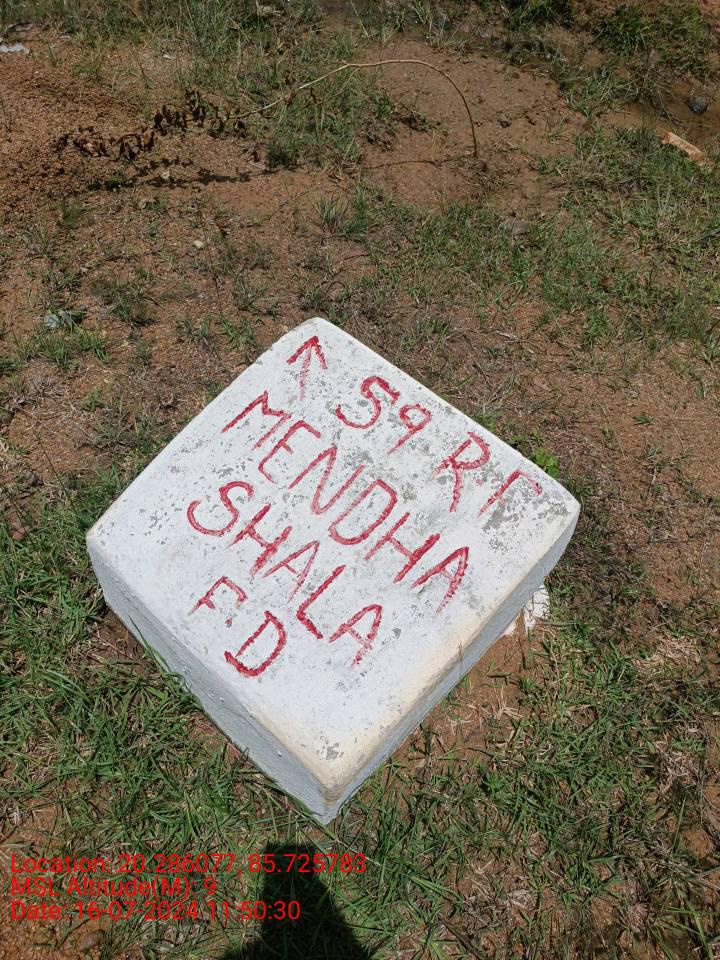 ↑ 59 RF
MENDHA
SHALA
F.D
Location: 20.286077, 85.725783
MSL Altitude(M): 9
Date: 16-07-2024 11:50:30